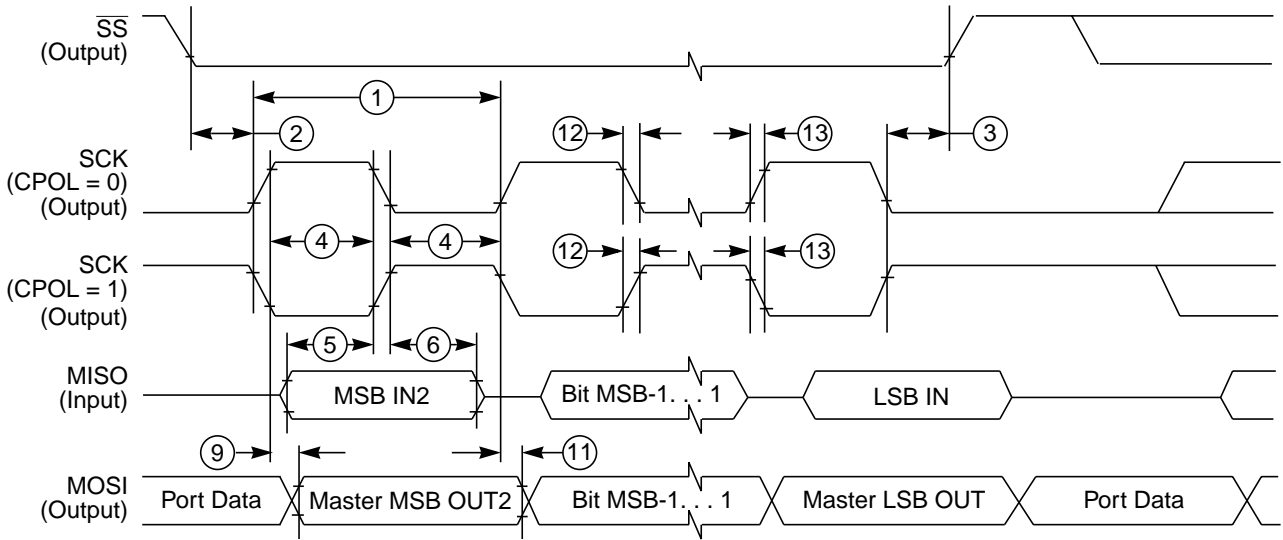 SS
(Output)
1
2
12
13
3
SCK
(CPOL = 0)
(Output)
4
4
12
13
SCK
(CPOL = 1)
(Output)
5
6
MISO
(Input)
MSB IN2
Bit MSB-1. . . 1
LSB IN
9
11
MOSI
(Output)
Port Data
Master MSB OUT2
Bit MSB-1. . . 1
Master LSB OUT
Port Data